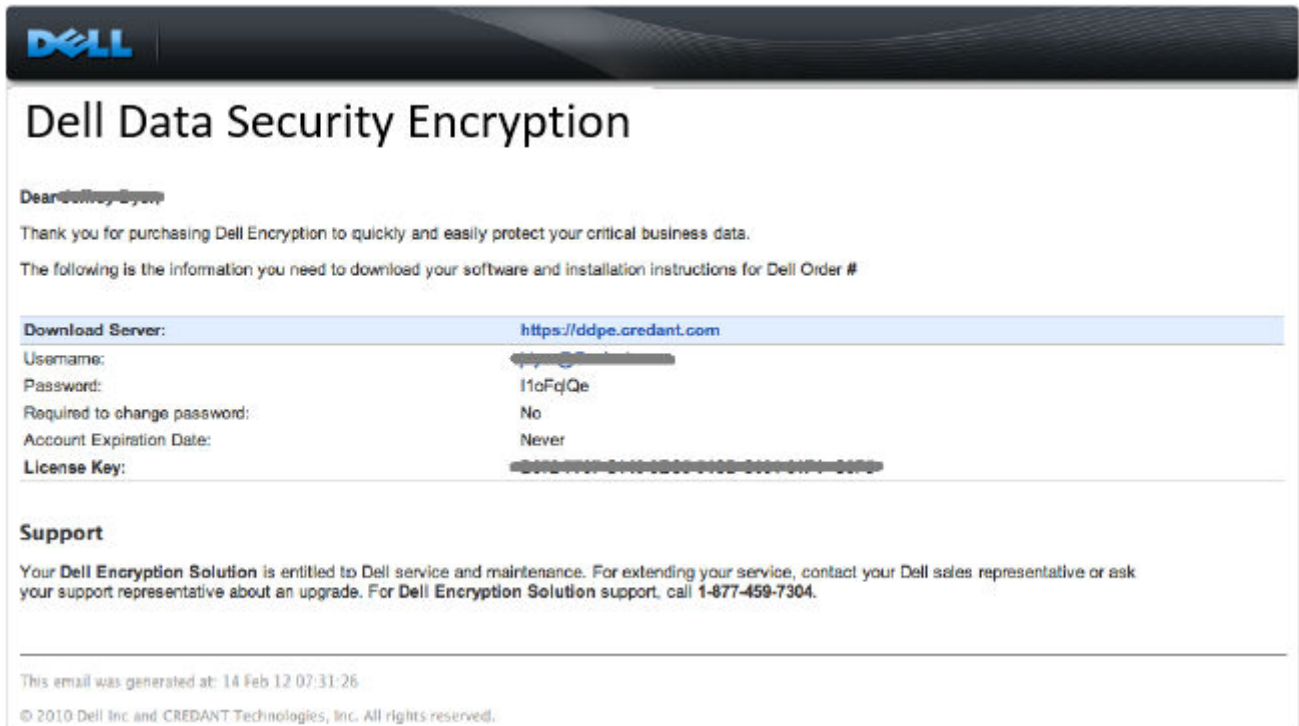 DELL
Dell Data Security Encryption
Dear
Thank you for purchasing Dell Encryption to quickly and easily protect your critical business data.
The following is the information you need to download your software and installation instructions for Dell Order #
Download Server: https://ddpe.credant.com
Username:
Password: I1oFqlQe
Required to change password: No
Account Expiration Date: Never
License Key:
Support
Your Dell Encryption Solution is entitled to Dell service and maintenance. For extending your service, contact your Dell sales representative or ask
your support representative about an upgrade. For Dell Encryption Solution support, call 1-877-459-7304.
This email was generated at: 14 Feb 12 07:31:26
© 2010 Dell Inc and CREDANT Technologies, Inc. All rights reserved.